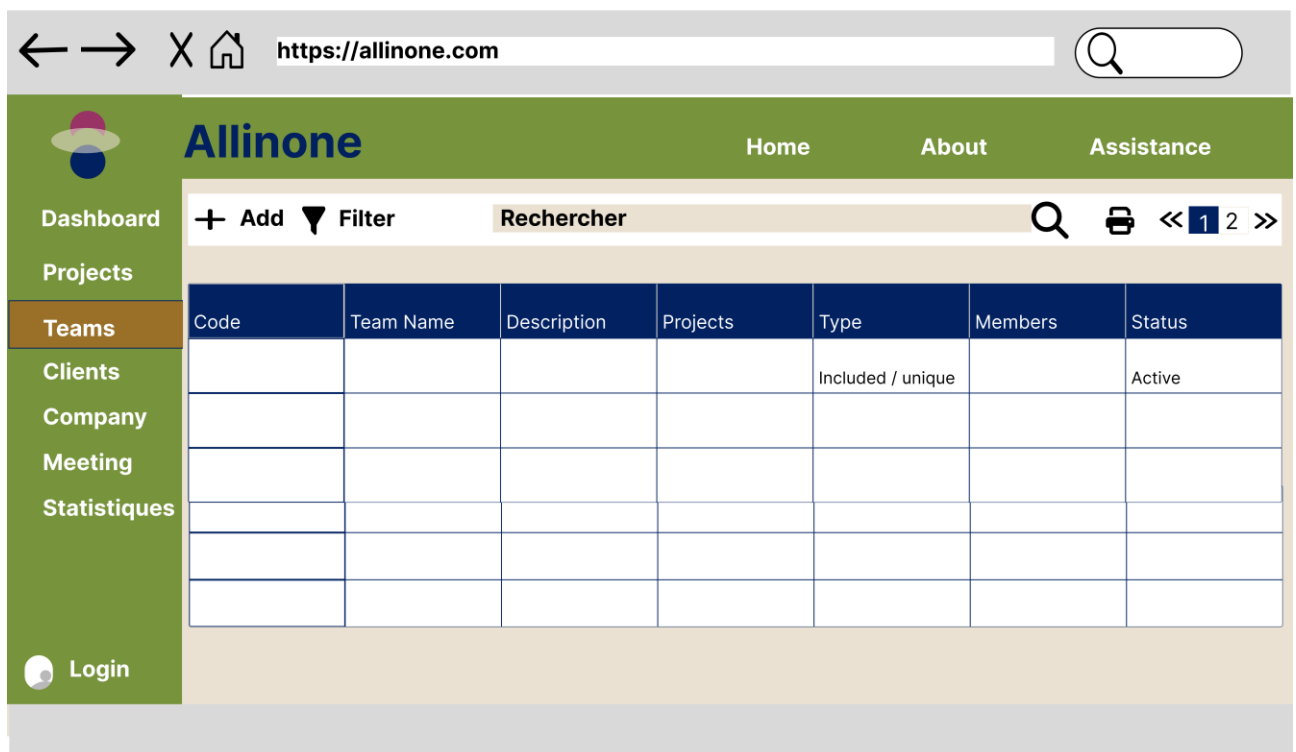 https://allinone.com
Allinone
Home About Assistance
Dashboard
Projects
Teams
Clients
Company
Meeting
Statistiques
Login
Add Filter Rechercher « 1 2 »
Code Team Name Description Projects Type Members Status
Included / unique Active